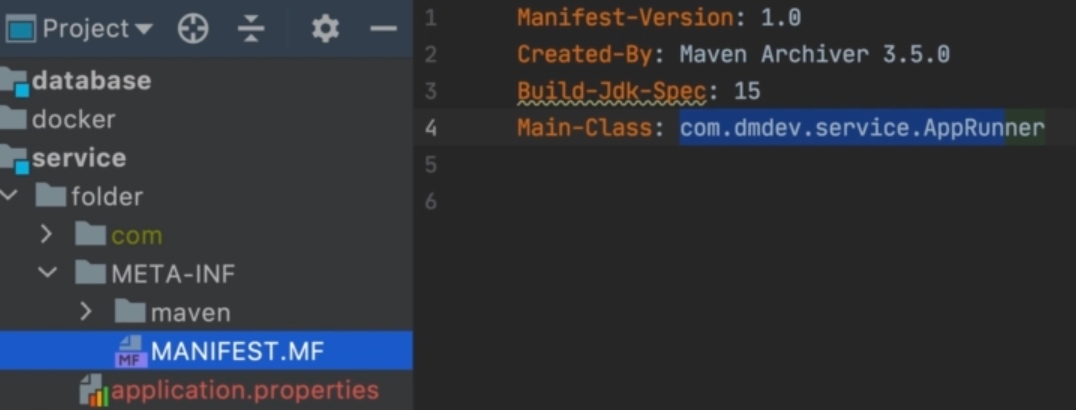 Project
database
docker
service
folder
com
META-INF
maven
MANIFEST.MF
application.properties
1 Manifest-Version: 1.0
2 Created-By: Maven Archiver 3.5.0
3 Build-Jdk-Spec: 15
4 Main-Class: com.dmdev.service.AppRunner
5
6